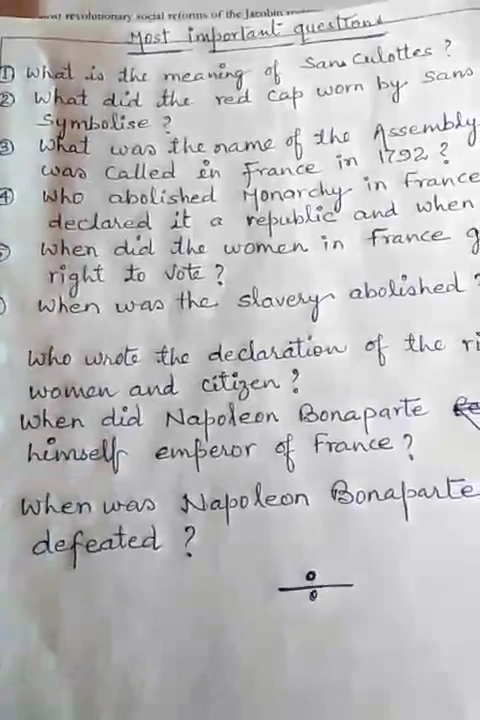 most revolutionary social reforms of the Jacobin
Most important questions
① What is the meaning of Sans Culottes ?
② What did the red cap worn by Sans
Symbolise ?
③ What was the name of the Assembly
was called in France in 1792 ?
④ Who abolished Monarchy in France
declared it a republic and when
When did the women in France g
right to vote ?
When was the slavery abolished ?
Who wrote the declaration of the ri
women and citizen ?
When did Napoleon Bonaparte
himself emperor of France ?
When was Napoleon Bonaparte
defeated ?